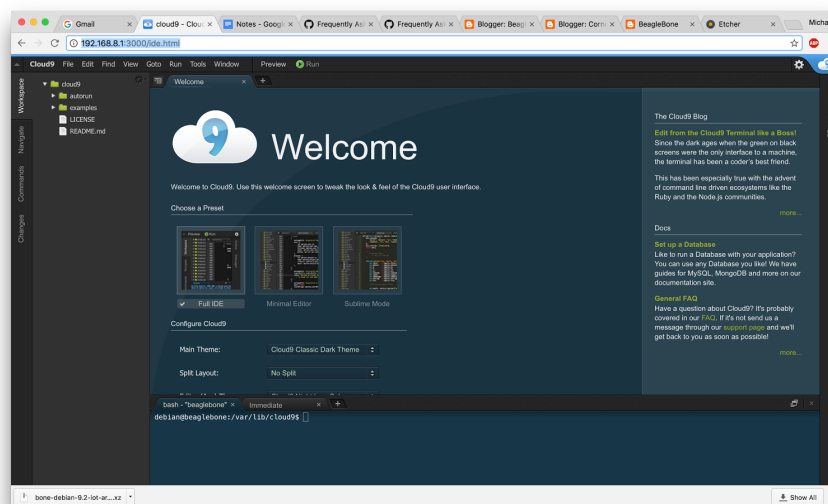 Gmail
cloud9 - Cloud
Notes - Google
Frequently Ask
Frequently Ask
Blogger: Beagl
Blogger: Corn
BeagleBone
Etcher
Micha
192.168.8.1:3000/ide.html
ABP
Cloud9 File Edit Find View Goto Run Tools Window Preview Run
Workspace
Navigate
Commands
Changes
cloud9
autorun
examples
LICENSE
README.md
Welcome
9 Welcome
Welcome to Cloud9. Use this welcome screen to tweak the look & feel of the Cloud9 user interface.
Choose a Preset
Full IDE
Minimal Editor
Sublime Mode
Configure Cloud9
Main Theme: Cloud9 Classic Dark Theme
Split Layout: No Split
The Cloud9 Blog
Edit from the Cloud9 Terminal like a Boss!
Since the dark ages when the green on black
screens were the only interface to a machine,
the terminal has been a coder's best friend.
This has been especially true with the advent
of command line driven ecosystems like the
Ruby and the Node.js communities.
more...
Docs
Set up a Database
Like to run a Database with your application?
You can use any Database you like! We have
guides for MySQL, MongoDB and more on our
documentation site.
General FAQ
Have a question about Cloud9? It's probably
covered in our FAQ. If it's not send us a
message through our support page and we'll
get back to you as soon as possible!
more...
bash - "beaglebone"
Immediate
debian@beaglebone:/var/lib/cloud9$
bone-debian-9.2-iot-ar....xz
Show All